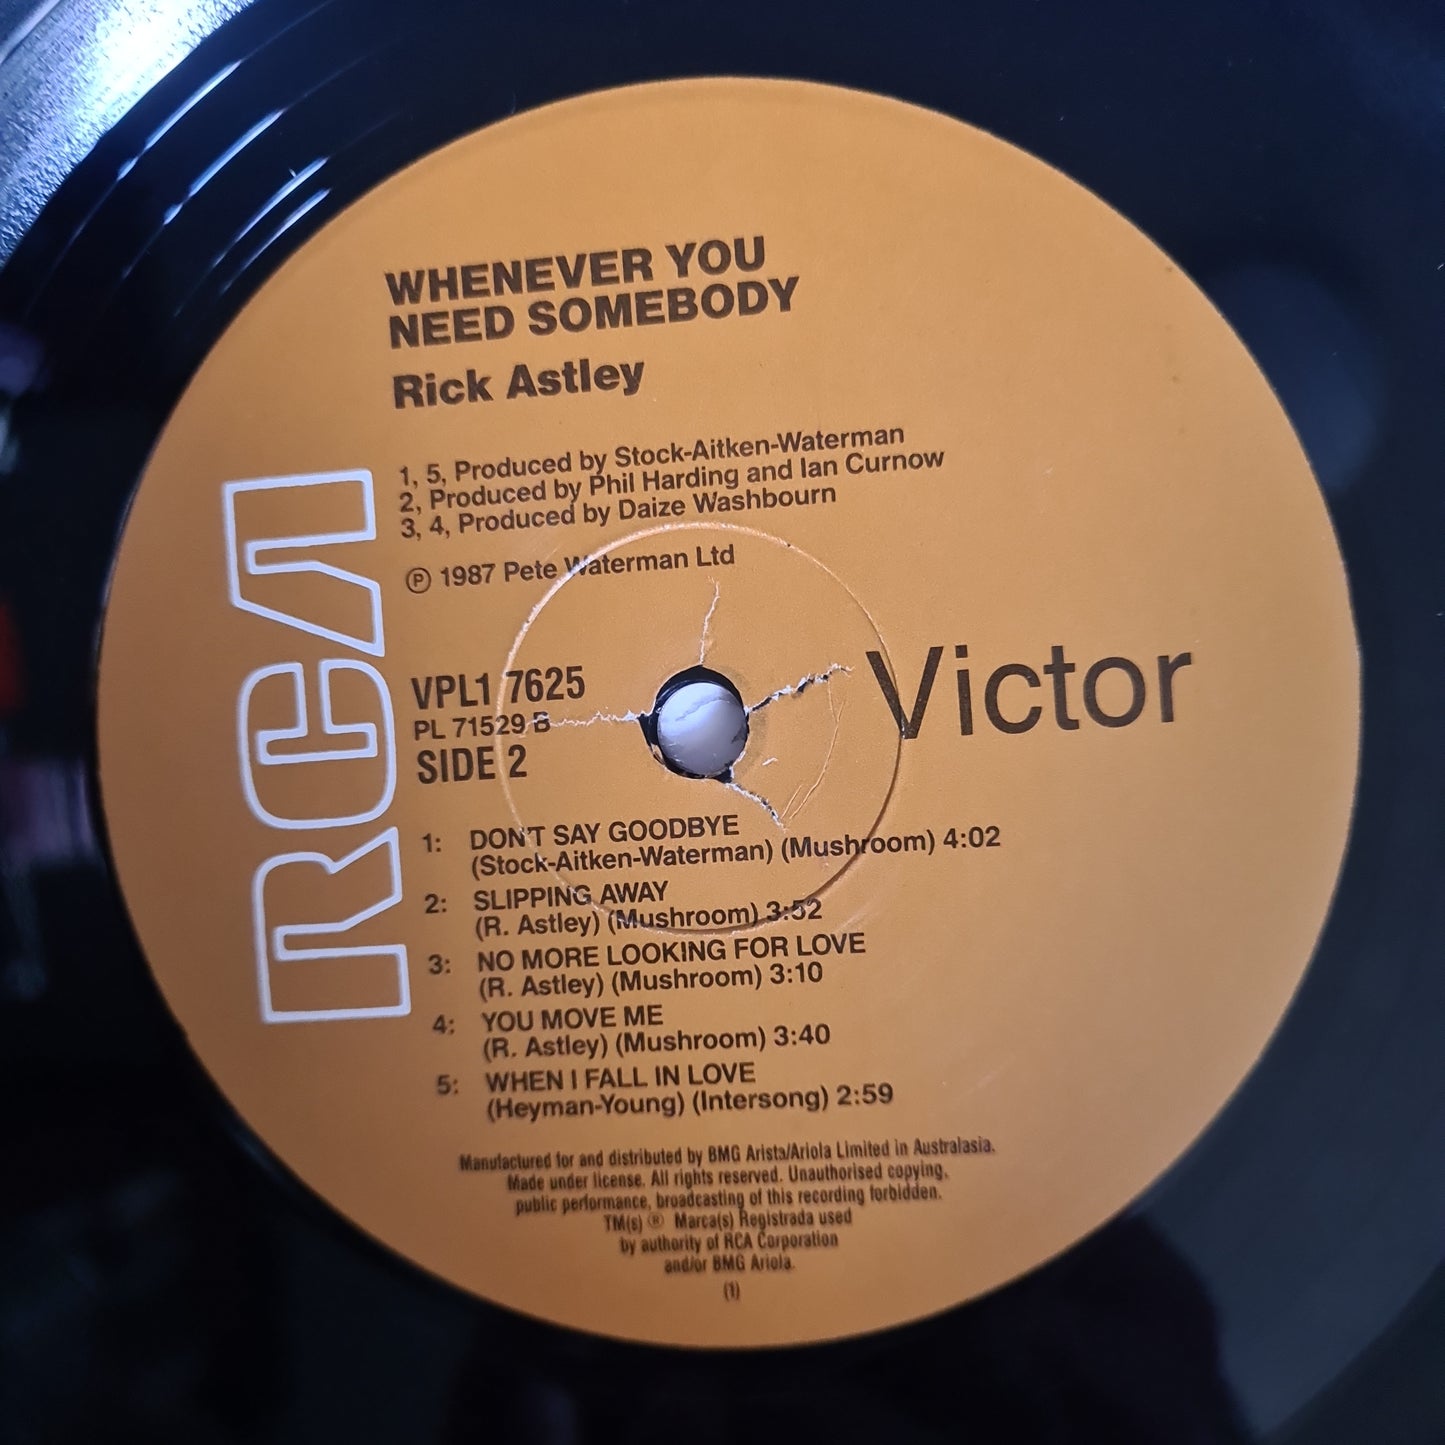 WHENEVER YOU
NEED SOMEBODY
Rick Astley
1, 5, Produced by Stock-Aitken-Waterman
2, Produced by Phil Harding and Ian Curnow
3, 4, Produced by Daize Washbourn
Ⓟ 1987 Pete Waterman Ltd
RCA
Victor
VPL1 7625
PL 71529 B
SIDE 2
1: DON'T SAY GOODBYE
(Stock-Aitken-Waterman) (Mushroom) 4:02
2: SLIPPING AWAY
(R. Astley) (Mushroom) 3:52
3: NO MORE LOOKING FOR LOVE
(R. Astley) (Mushroom) 3:10
4: YOU MOVE ME
(R. Astley) (Mushroom) 3:40
5: WHEN I FALL IN LOVE
(Heyman-Young) (Intersong) 2:59
Manufactured for and distributed by BMG Arista/Ariola Limited in Australasia.
Made under license. All rights reserved. Unauthorised copying,
public performance, broadcasting of this recording forbidden.
TM(s) ® Marca(s) Registrada used
by authority of RCA Corporation
and/or BMG Ariola.
(1)